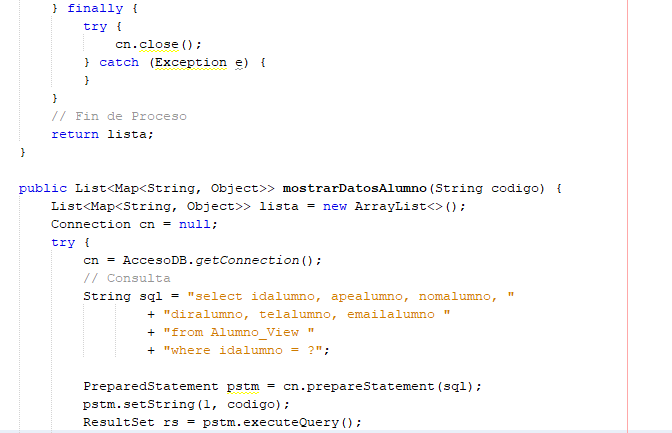 } finally {
try {
cn.close();
} catch (Exception e) {
}
}
// Fin de Proceso
return lista;
}
public List<Map<String, Object>> mostrarDatosAlumno(String codigo) {
List<Map<String, Object>> lista = new ArrayList<>();
Connection cn = null;
try {
cn = AccesoDB.getConnection();
// Consulta
String sql = "select idalumno, apealumno, nomalumno, "
+ "diralumno, telalumno, emailalumno "
+ "from Alumno_View "
+ "where idalumno = ?";
PreparedStatement pstm = cn.prepareStatement(sql);
pstm.setString(1, codigo);
ResultSet rs = pstm.executeQuery();